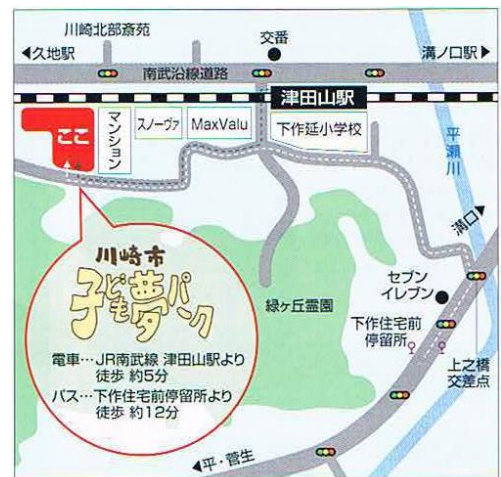 川崎北部斎苑
交番
◀久地駅
溝ノ口駅▶
南武沿線道路
津田山駅
ここ
マンション
スノーヴァ
MaxValu
下作延小学校
平瀬川
溝口
川崎市
子ども夢パーク
電車…JR南武線 津田山駅より
徒歩 約5分
バス…下作住宅前停留所より
徒歩 約12分
緑ヶ丘霊園
セブン
イレブン
下作住宅前
停留所
上之橋
交差点
◀平・菅生